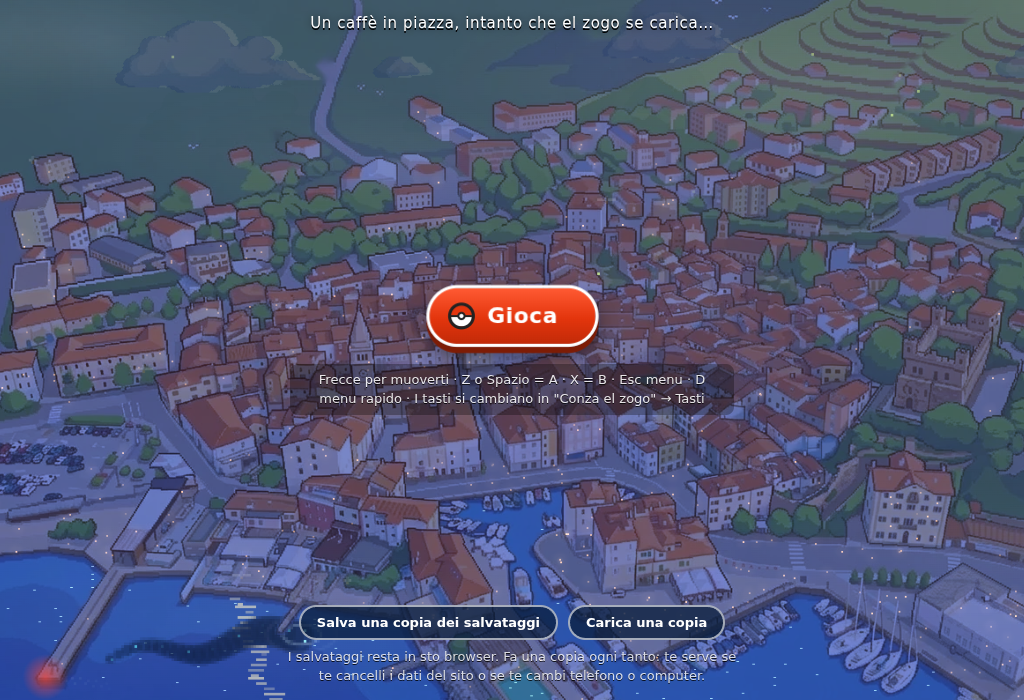 Un caffè in piazza, intanto che el zogo se carica...
Gioca
Frecce per muoverti · Z o Spazio = A · X = B · Esc menu · D
menu rapido · I tasti si cambiano in "Conza el zogo" → Tasti
Salva una copia dei salvataggi
Carica una copia
I salvataggi resta in sto browser. Fa una copia ogni tanto: te serve se
te cancelli i dati del sito o se te cambi telefono o computer.